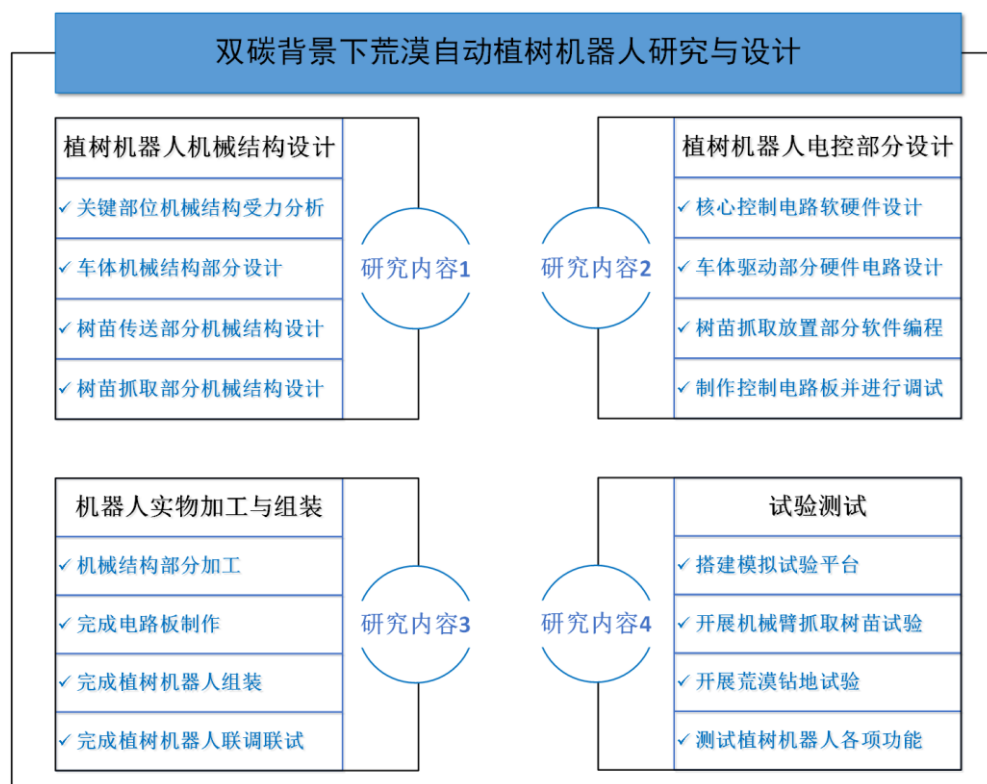 双碳背景下荒漠自动植树机器人研究与设计
植树机器人机械结构设计
✓关键部位机械结构受力分析
✓车体机械结构部分设计
✓树苗传送部分机械结构设计
✓树苗抓取部分机械结构设计
研究内容1
研究内容2
植树机器人电控部分设计
✓核心控制电路软硬件设计
✓车体驱动部分硬件电路设计
✓树苗抓取放置部分软件编程
✓制作控制电路板并进行调试
机器人实物加工与组装
✓机械结构部分加工
✓完成电路板制作
✓完成植树机器人组装
✓完成植树机器人联调联试
研究内容3
研究内容4
试验测试
✓搭建模拟试验平台
✓开展机械臂抓取树苗试验
✓开展荒漠钻地试验
✓测试植树机器人各项功能